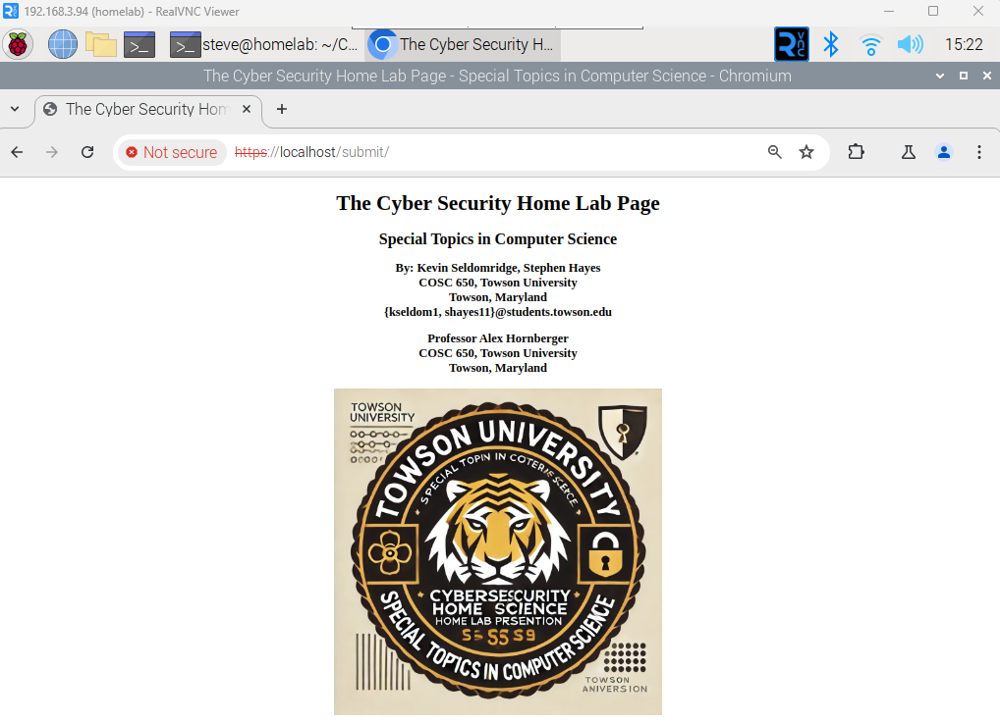 192.168.3.94 (homelab) - RealVNC Viewer
steve@homelab: ~/C...
The Cyber Security H...
15:22
The Cyber Security Home Lab Page - Special Topics in Computer Science - Chromium
The Cyber Security Hom
Not secure
https://localhost/submit/
The Cyber Security Home Lab Page
Special Topics in Computer Science
By: Kevin Seldomridge, Stephen Hayes
COSC 650, Towson University
Towson, Maryland
{kseldom1, shayes11}@students.towson.edu
Professor Alex Hornberger
COSC 650, Towson University
Towson, Maryland
TOWSON
UNIVERSITY
TOWSON UNIVERSITY
SPECIAL TOPIN IN
CYBERSECURITY
HOME SCIENCE
HOME LAB PRSENTION
SPECIAL TOPICS IN COMPUTER SCIENCE
TOWSON
ANIVERSION